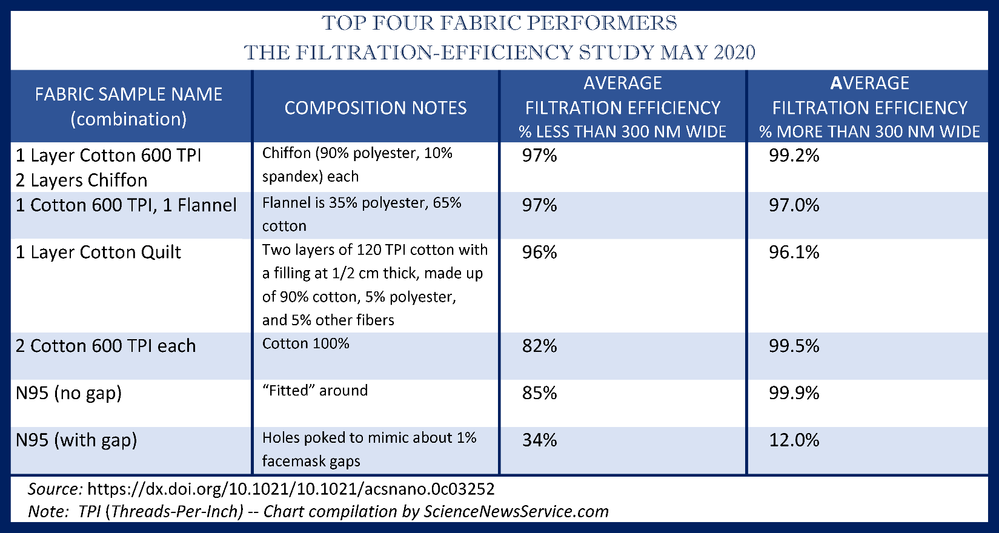 TOP FOUR FABRIC PERFORMERS
THE FILTRATION-EFFICIENCY STUDY MAY 2020
FABRIC SAMPLE NAME
(combination)
COMPOSITION NOTES
AVERAGE
FILTRATION EFFICIENCY
% LESS THAN 300 NM WIDE
AVERAGE
FILTRATION EFFICIENCY
% MORE THAN 300 NM WIDE
1 Layer Cotton 600 TPI
2 Layers Chiffon
Chiffon (90% polyester, 10%
spandex) each
97%
99.2%
1 Cotton 600 TPI, 1 Flannel
Flannel is 35% polyester, 65%
cotton
97%
97.0%
1 Layer Cotton Quilt
Two layers of 120 TPI cotton with
a filling at 1/2 cm thick, made up
of 90% cotton, 5% polyester,
and 5% other fibers
96%
96.1%
2 Cotton 600 TPI each
Cotton 100%
82%
99.5%
N95 (no gap)
“Fitted” around
85%
99.9%
N95 (with gap)
Holes poked to mimic about 1%
facemask gaps
34%
12.0%
Source: https://dx.doi.org/10.1021/10.1021/acsnano.0c03252
Note: TPI (Threads-Per-Inch) -- Chart compilation by ScienceNewsService.com